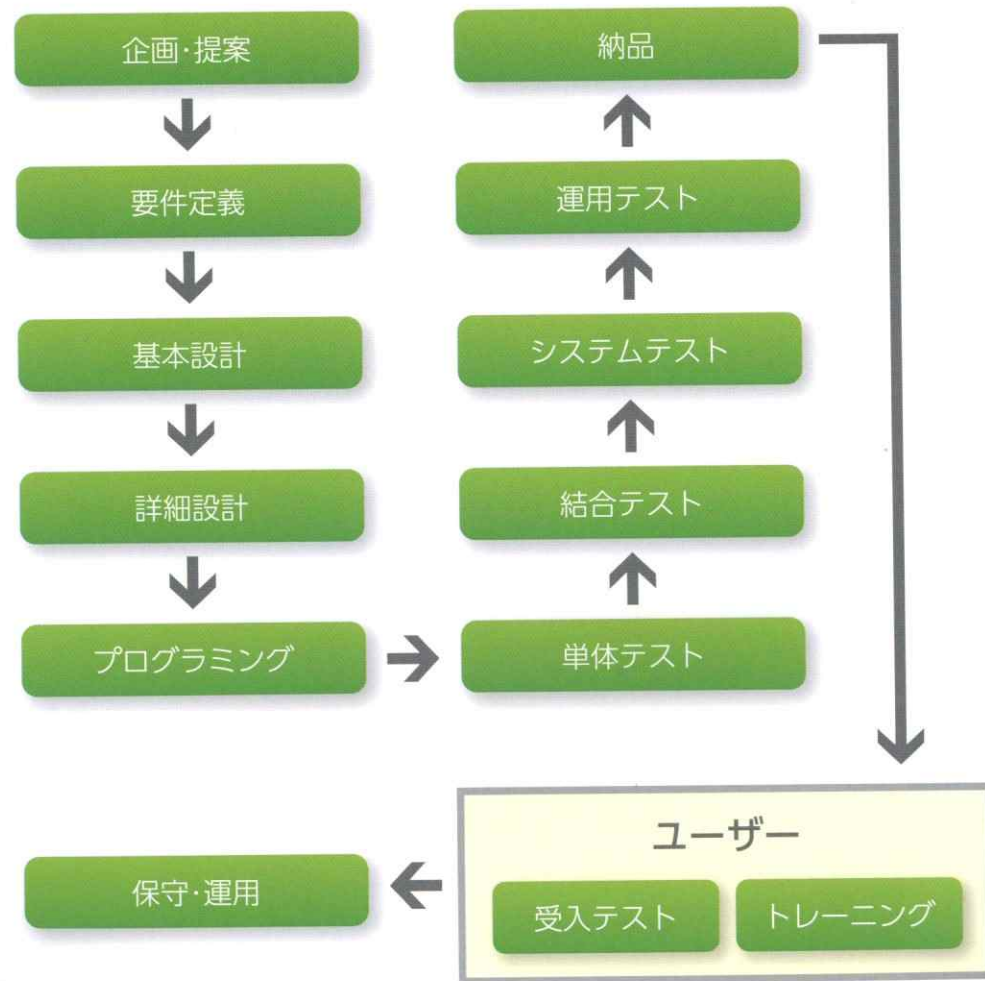 企画・提案
要件定義
基本設計
詳細設計
プログラミング
単体テスト
結合テスト
システムテスト
運用テスト
納品
ユーザー
受入テスト
トレーニング
保守・運用